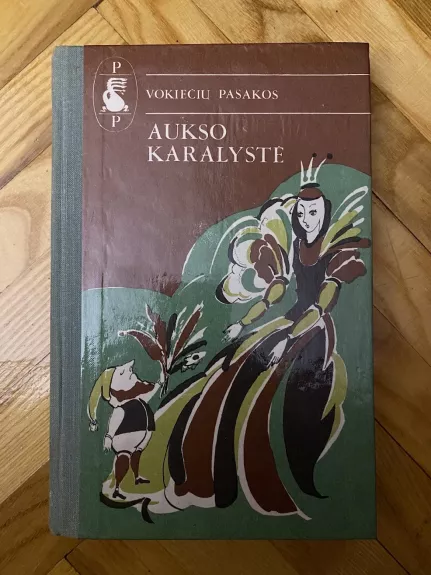 P
P
VOKIEČIŲ PASAKOS
AUKSO
KARALYSTĖ